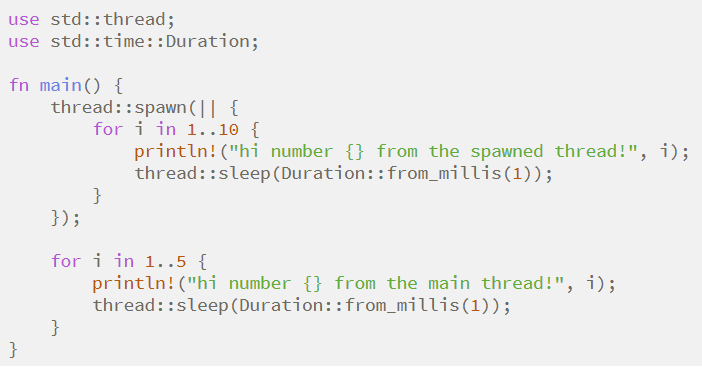 use std::thread;
use std::time::Duration;

fn main() {
    thread::spawn(|| {
        for i in 1..10 {
            println!("hi number {} from the spawned thread!", i);
            thread::sleep(Duration::from_millis(1));
        }
    });

    for i in 1..5 {
        println!("hi number {} from the main thread!", i);
        thread::sleep(Duration::from_millis(1));
    }
}